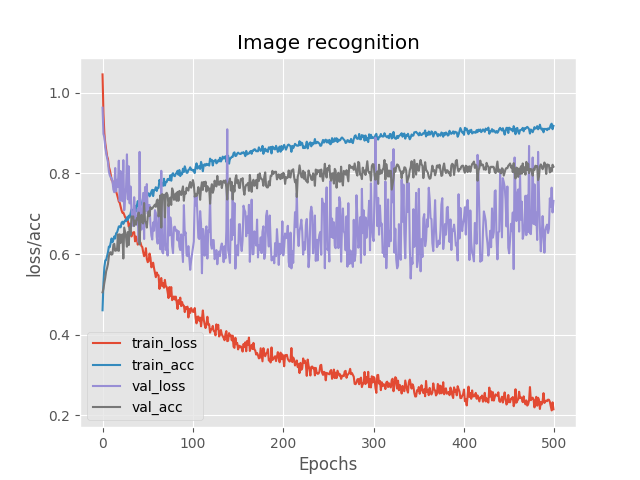 Image recognition
loss/acc
1.0
0.8
0.6
0.4
0.2
train_loss
train_acc
val_loss
val_acc
0 100 200 300 400 500
Epochs